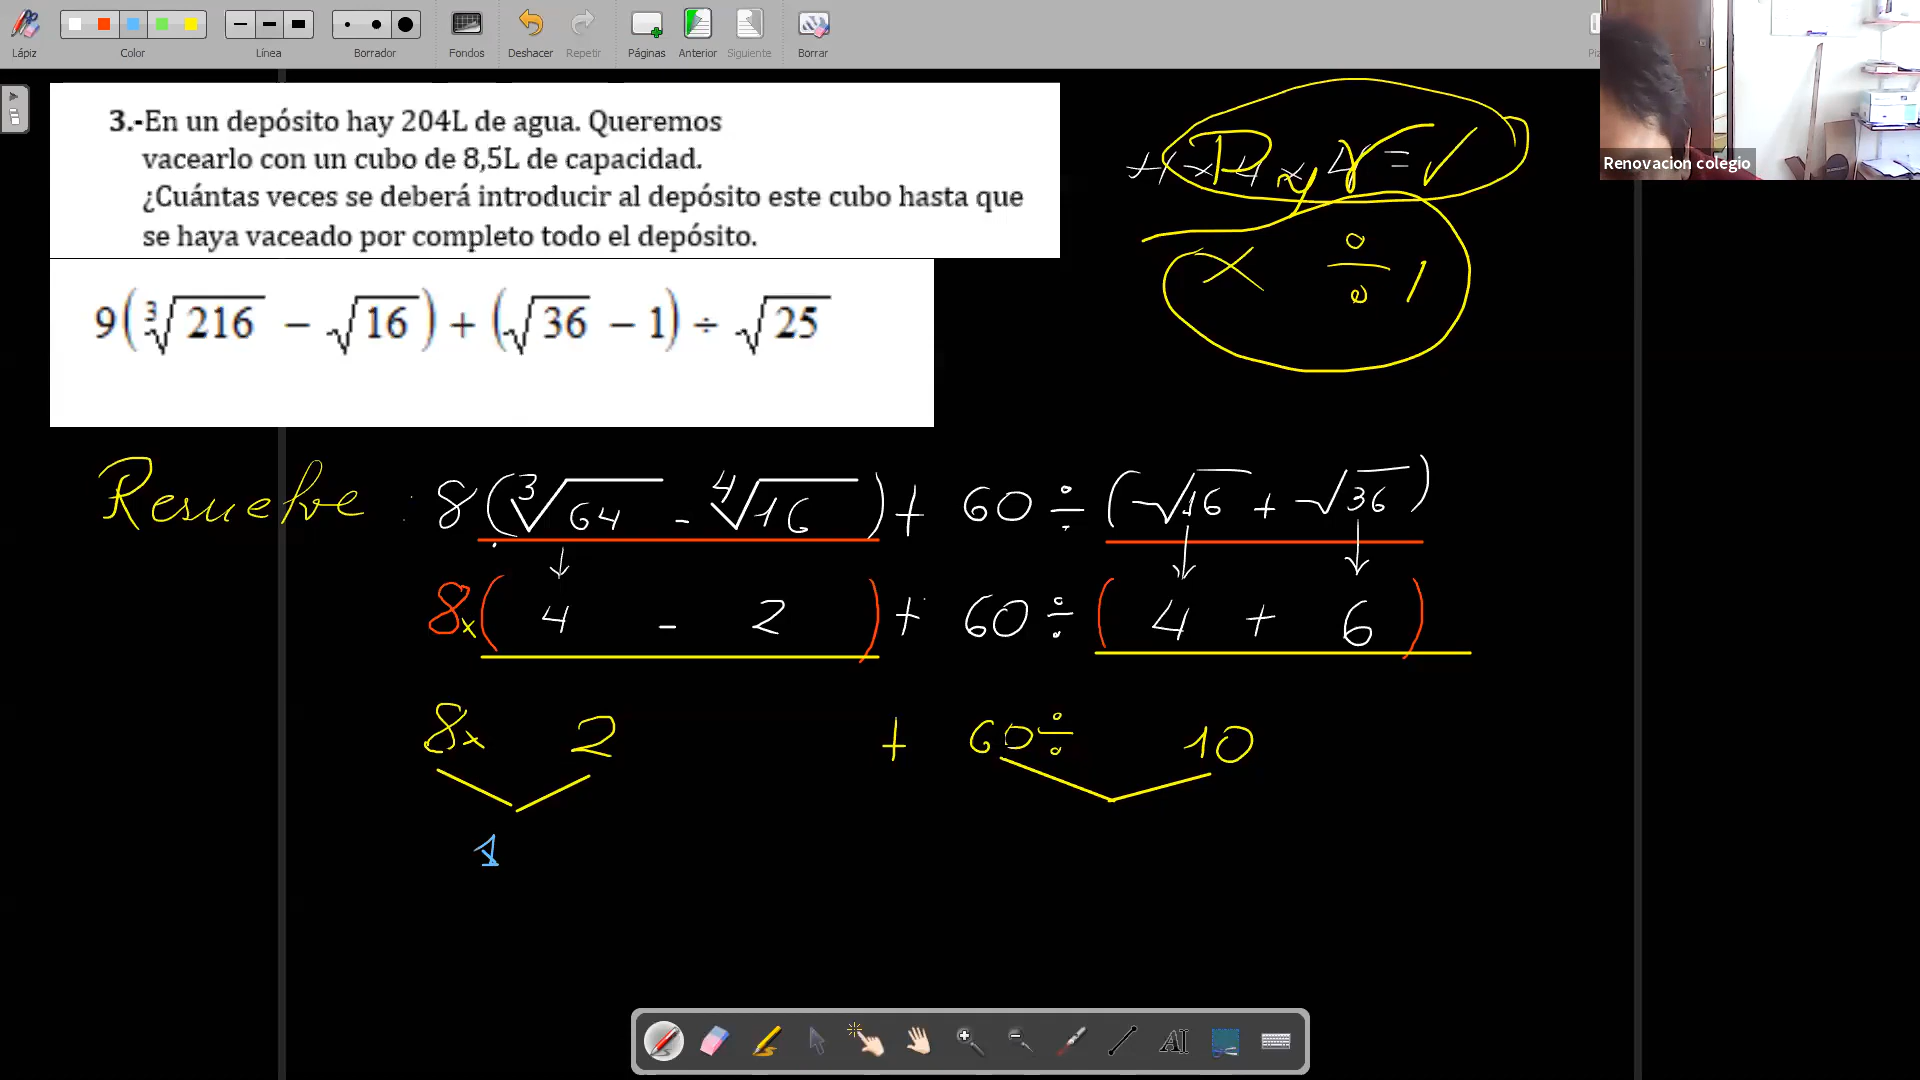 Lápiz Color Línea Borrador Fondos Deshacer Repetir Páginas Anterior Siguiente Borrar
Renovacion colegio
3.-En un depósito hay 204L de agua. Queremos
vacearlo con un cubo de 8,5L de capacidad.
¿Cuántas veces se deberá introducir al depósito este cubo hasta que
se haya vaceado por completo todo el depósito.
P y R
x ÷ /
9(∛216 − √16) + (√36 − 1) ÷ √25
Resuelve : 8(∛64 - ∜16) + 60 ÷ (√16 + √36)
8x( 4 - 2 ) + 60 ÷ ( 4 + 6 )
8x 2 + 60 ÷ 10
1
AI